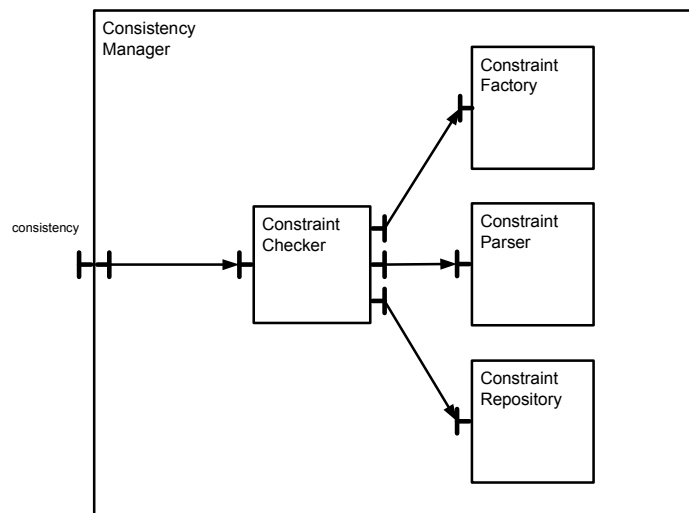 Consistency
Manager
Constraint
Factory
consistency
Constraint
Checker
Constraint
Parser
Constraint
Repository